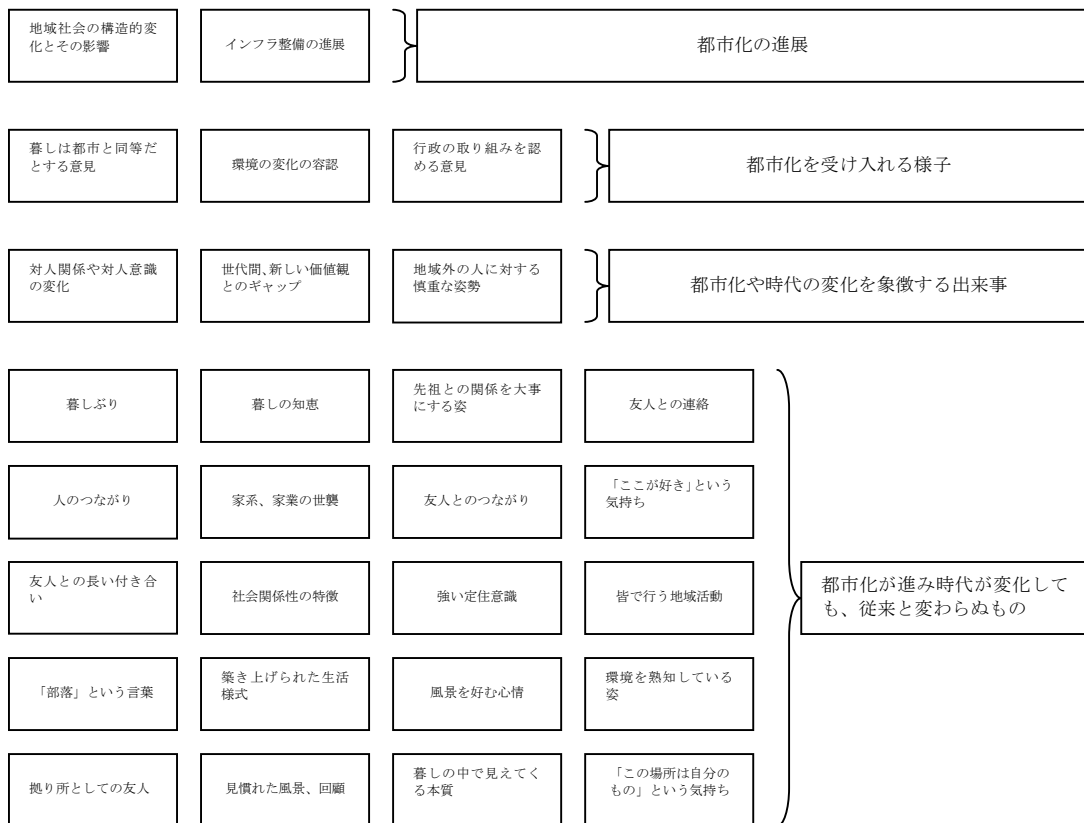 地域社会の構造的変
化とその影響
インフラ整備の進展
都市化の進展
暮しは都市と同等だ
とする意見
環境の変化の容認
行政の取り組みを認
める意見
都市化を受け入れる様子
対人関係や対人意識
の変化
世代間、新しい価値観
とのギャップ
地域外の人に対する
慎重な姿勢
都市化や時代の変化を象徴する出来事
暮しぶり
暮しの知恵
先祖との関係を大事
にする姿
友人との連絡
人のつながり
家系、家業の世襲
友人とのつながり
「ここが好き」という
気持ち
友人との長い付き合
い
社会関係性の特徴
強い定住意識
皆で行う地域活動
都市化が進み時代が変化して
も、従来と変わらぬもの
「部落」という言葉
築き上げられた生活
様式
風景を好む心情
環境を熟知している
姿
拠り所としての友人
見慣れた風景、回顧
暮しの中で見えてく
る本質
「この場所は自分の
もの」という気持ち